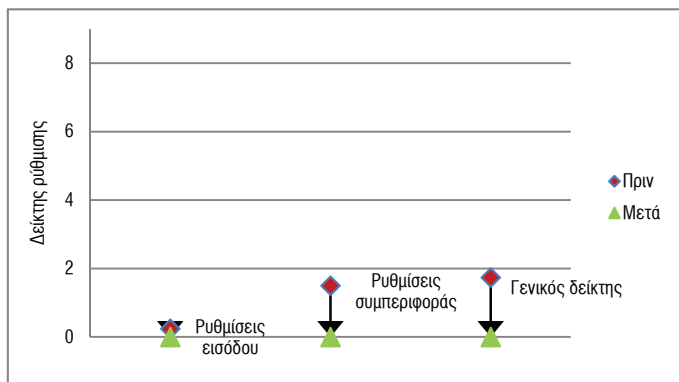 Δείκτης ρύθμισης
8
6
4
2
0
Ρυθμίσεις
εισόδου
Ρυθμίσεις
συμπεριφοράς
Γενικός δείκτης
Πριν
Μετά